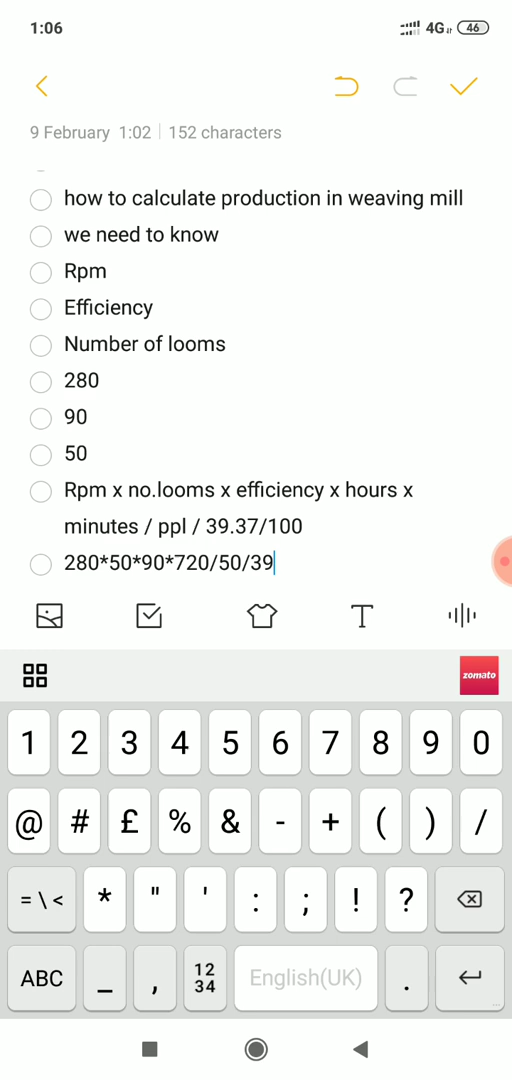 1:06
4G 46
9 February 1:02 | 152 characters
how to calculate production in weaving mill
we need to know
Rpm
Efficiency
Number of looms
280
90
50
Rpm x no.looms x efficiency x hours x
minutes / ppl / 39.37/100
280*50*90*720/50/39
T
zomato
1 2 3 4 5 6 7 8 9 0
@ # £ % & - + ( ) /
= \ < * " ' : ; ! ?
ABC _ , 12 34 English(UK) .